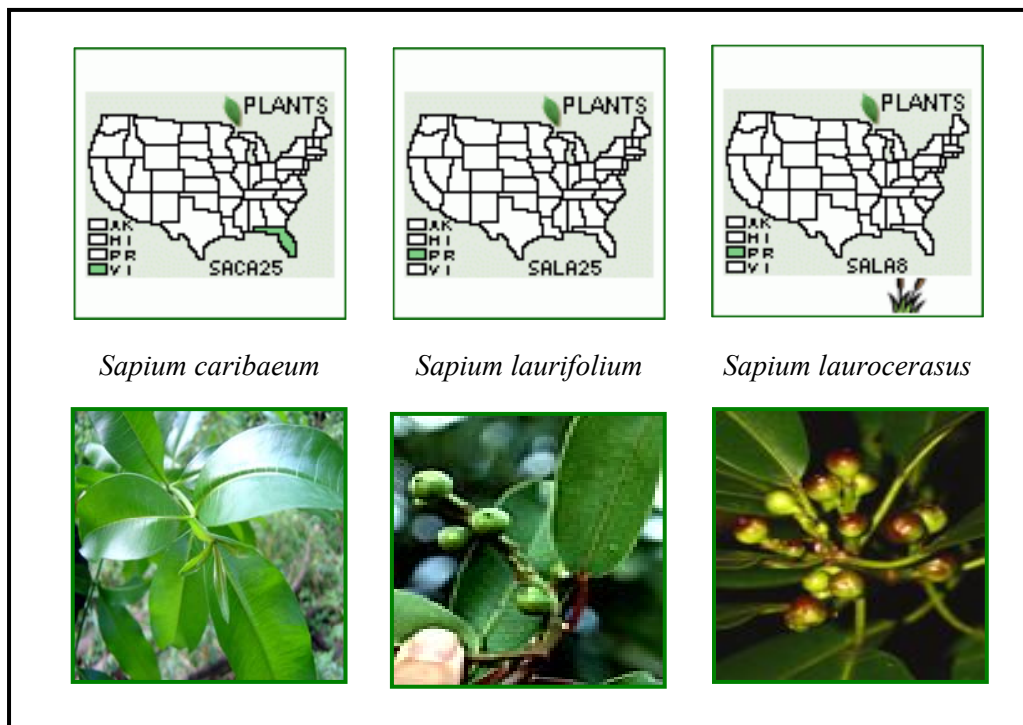 PLANTS
AK
HI
PR
VI
SACA25
PLANTS
AK
HI
PR
VI
SALA25
PLANTS
AK
HI
PR
VI
SALA8
Sapium caribaeum
Sapium laurifolium
Sapium laurocerasus